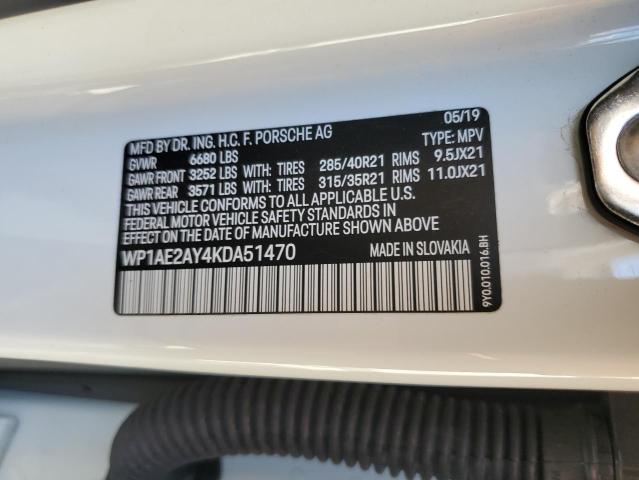 05/19
MFD BY DR. ING. H.C. F. PORSCHE AG
GVWR 6680 LBS TYPE: MPV
GAWR FRONT 3252 LBS WITH: TIRES 285/40R21 RIMS 9.5JX21
GAWR REAR 3571 LBS WITH: TIRES 315/35R21 RIMS 11.0JX21
THIS VEHICLE CONFORMS TO ALL APPLICABLE U.S.
FEDERAL MOTOR VEHICLE SAFETY STANDARDS IN
EFFECT ON DATE OF MANUFACTURE SHOWN ABOVE
WP1AE2AY4KDA51470 MADE IN SLOVAKIA
9Y0.010.016.BH